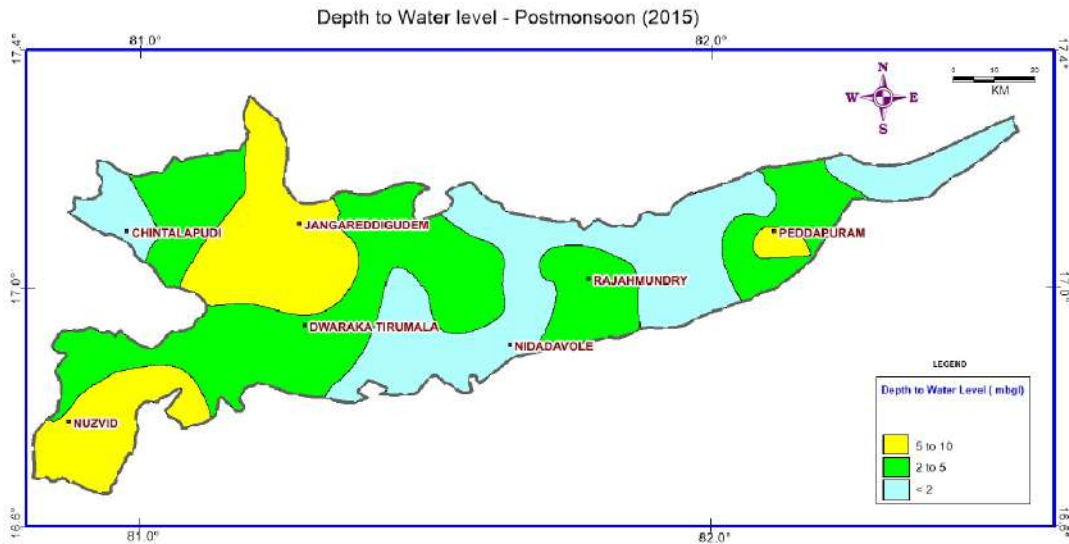 Depth to Water level - Postmonsoon (2015)
81.0°
82.0°
17.4°
17.4°
N
W
E
S
0 10 20
KM
CHINTALAPUDI
JANGAREDDIGUDEM
PEDDAPURAM
RAJAHMUNDRY
17.0°
17.0°
DWARAKA TIRUMALA
NIDADAVOLE
NUZVID
LEGEND
Depth to Water Level ( mbgl)
5 to 10
2 to 5
< 2
16.6°
16.6°
81.0°
82.0°